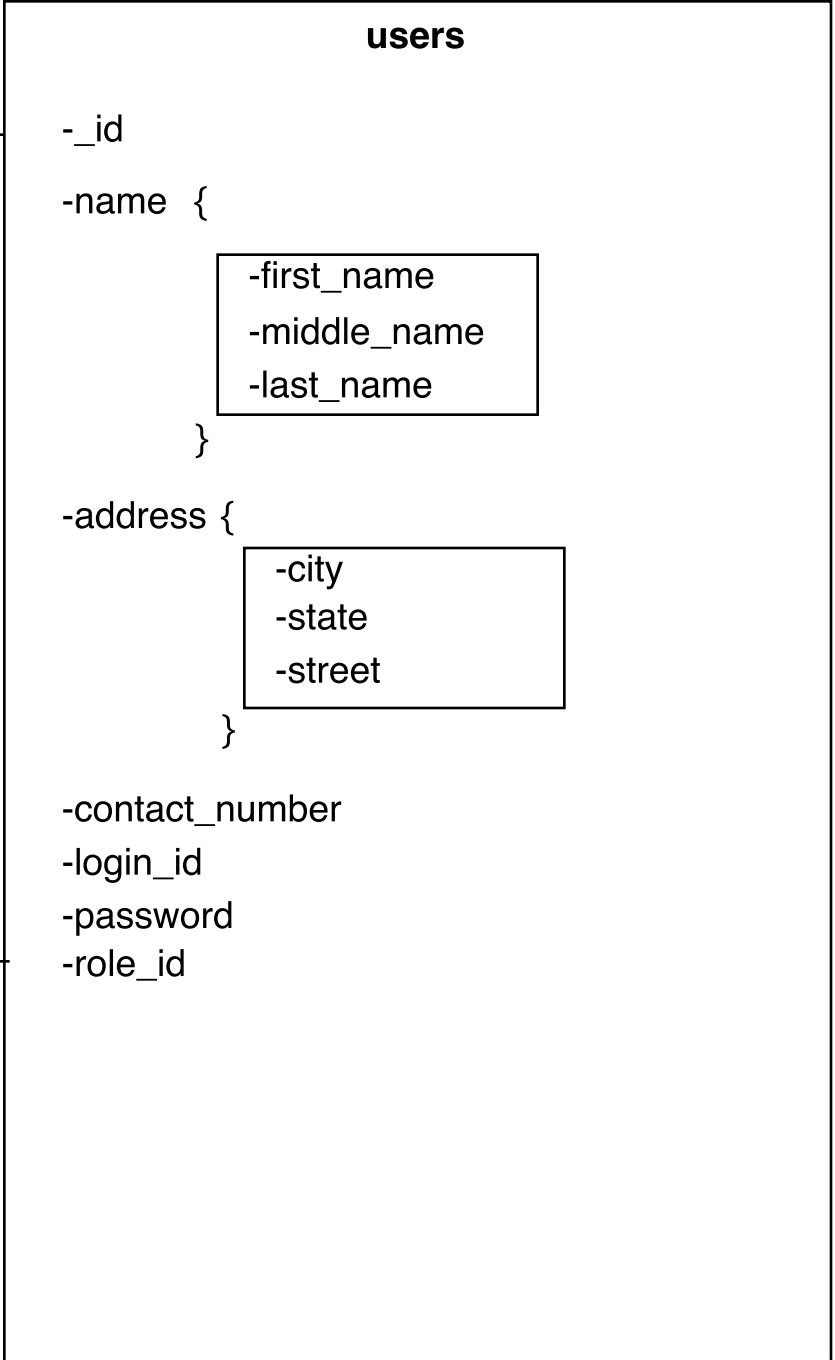 users
-_id
-name {
-first_name
-middle_name
-last_name
}
-address {
-city
-state
-street
}
-contact_number
-login_id
-password
-role_id